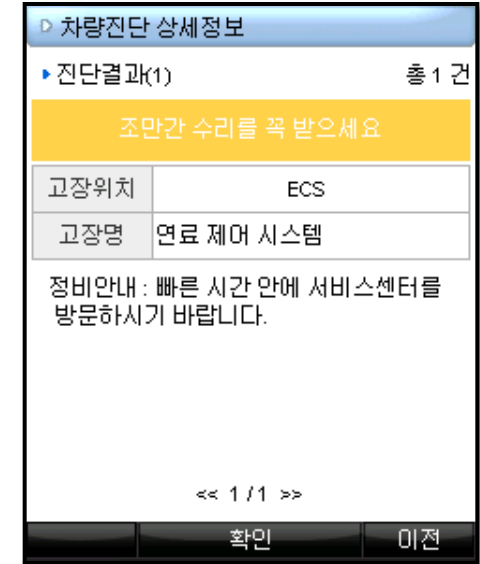 차량진단 상세정보
진단결과(1) 총 1 건
조만간 수리를 꼭 받으세요
고장위치 ECS
고장명 연료 제어 시스템
정비안내 : 빠른 시간 안에 서비스센터를
방문하시기 바랍니다.
<< 1 / 1 >>
확인 이전